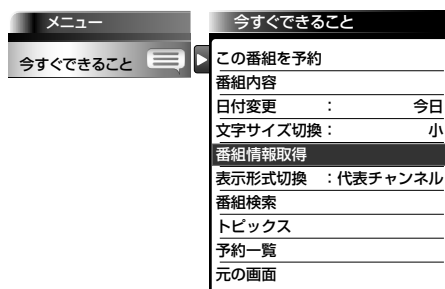 メニュー
今すぐできること
今すぐできること
この番組を予約
番組内容
日付変更 : 今日
文字サイズ切換 : 小
番組情報取得
表示形式切換 : 代表チャンネル
番組検索
トピックス
予約一覧
元の画面